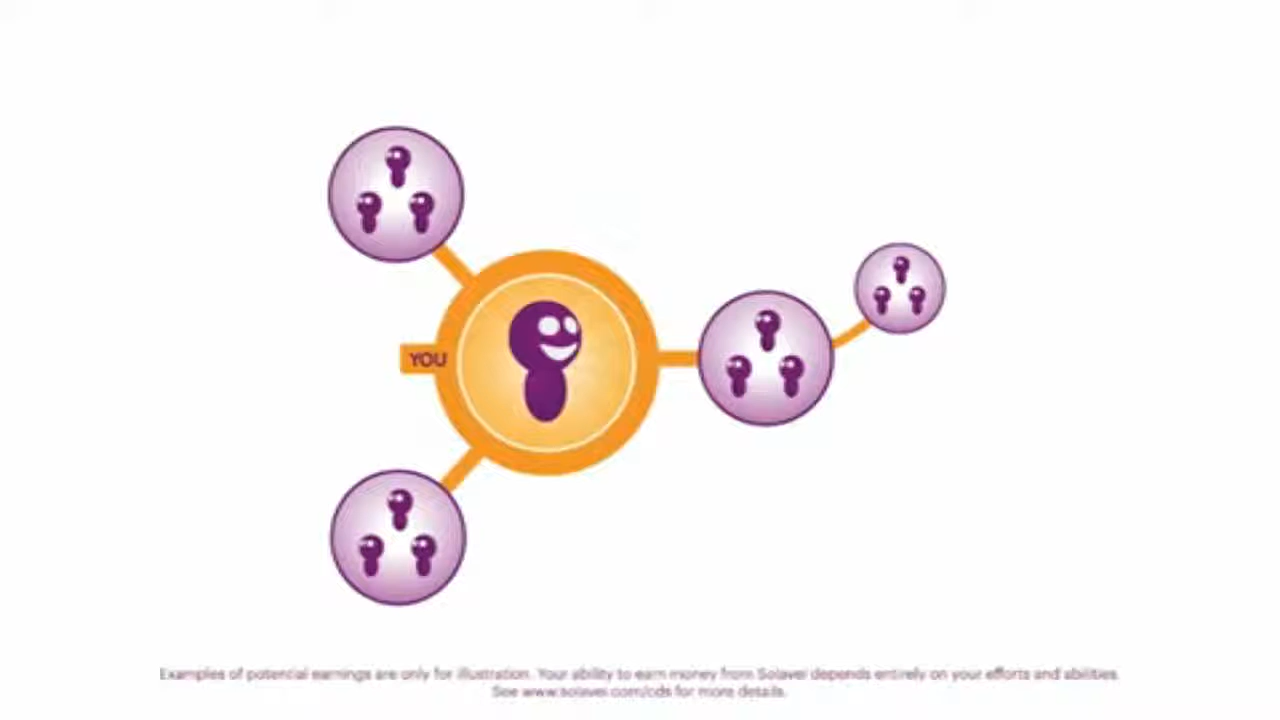 YOU
Examples of potential earnings are only for illustration. Your ability to earn money from Solavei depends entirely on your efforts and abilities.
See www.solavei.com/cds for more details.